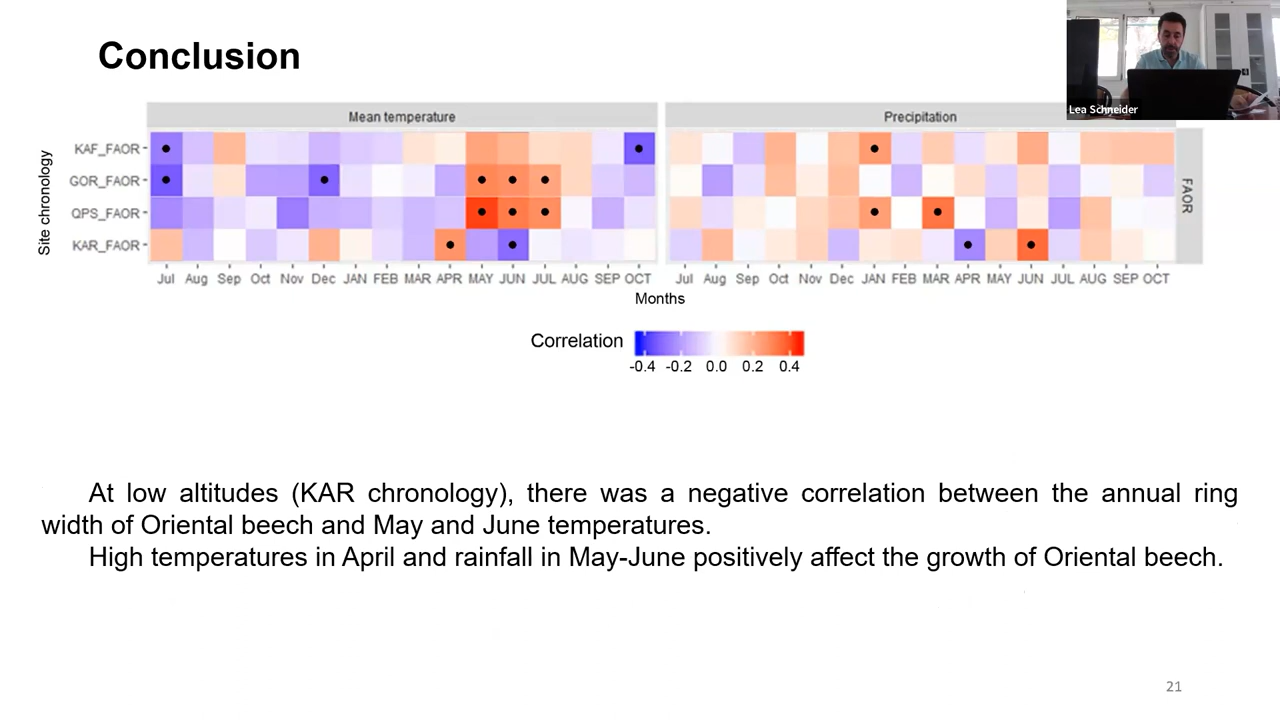 Conclusion
Lea Schneider
Mean temperature
Precipitation
Site chronology
KAF_FAOR
GOR_FAOR
QPS_FAOR
KAR_FAOR
FAOR
Jul Aug Sep Oct Nov Dec JAN FEB MAR APR MAY JUN JUL AUG SEP OCT
Jul Aug Sep Oct Nov Dec JAN FEB MAR APR MAY JUN JUL AUG SEP OCT
Months
Correlation
-0.4 -0.2 0.0 0.2 0.4
At low altitudes (KAR chronology), there was a negative correlation between the annual ring
width of Oriental beech and May and June temperatures.
High temperatures in April and rainfall in May-June positively affect the growth of Oriental beech.
21